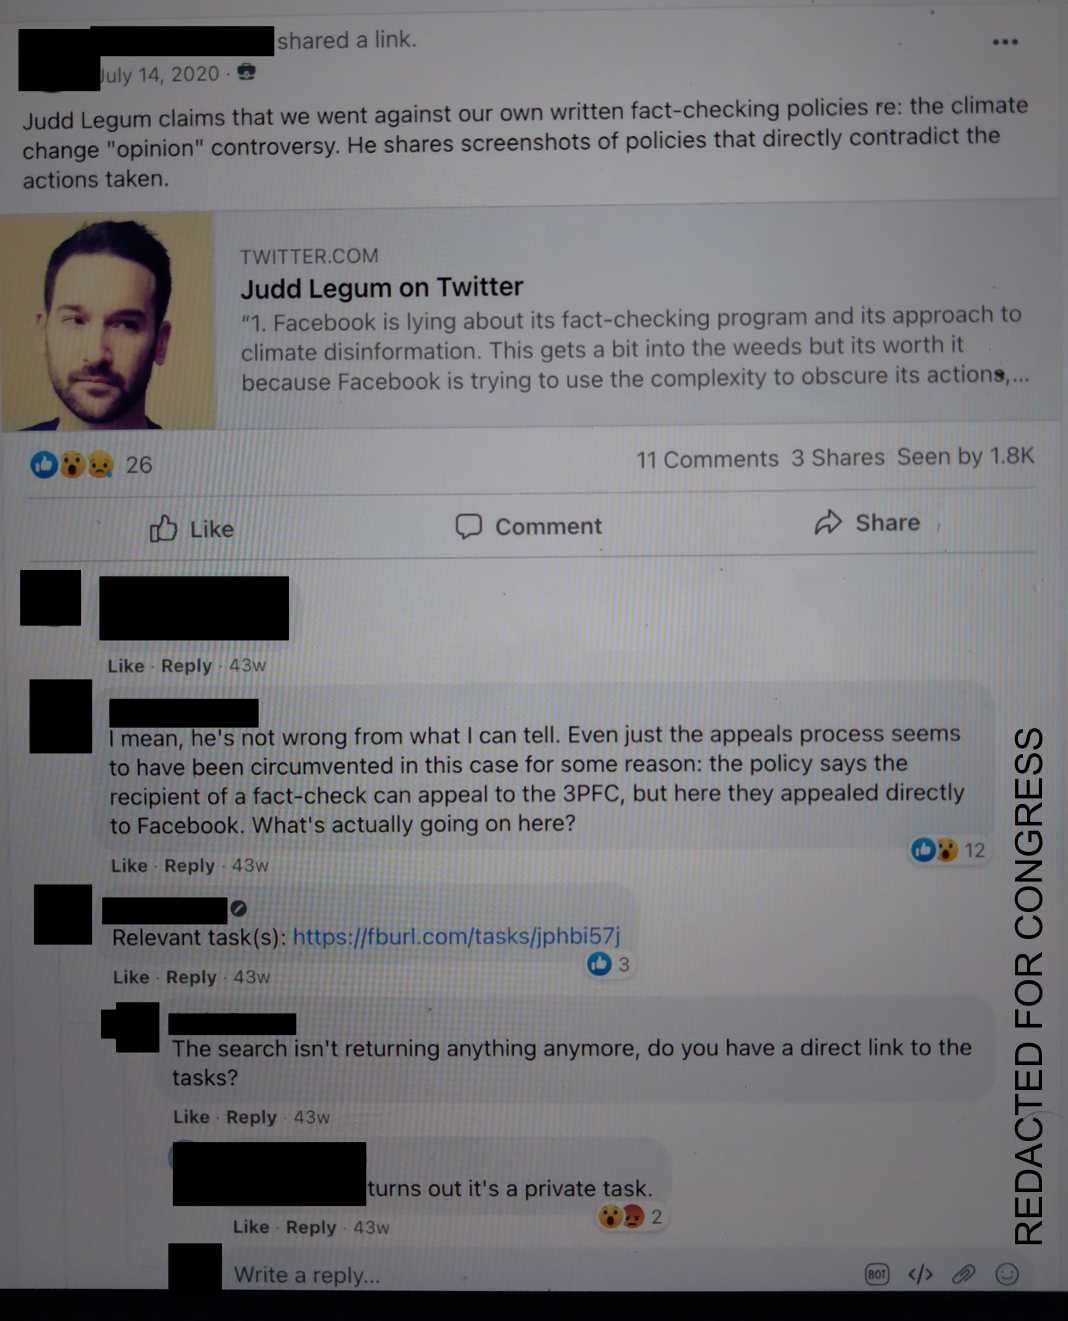 shared a link.
July 14, 2020 ·
Judd Legum claims that we went against our own written fact-checking policies re: the climate
change "opinion" controversy. He shares screenshots of policies that directly contradict the
actions taken.
TWITTER.COM
Judd Legum on Twitter
“1. Facebook is lying about its fact-checking program and its approach to
climate disinformation. This gets a bit into the weeds but its worth it
because Facebook is trying to use the complexity to obscure its actions,...
26
11 Comments 3 Shares Seen by 1.8K
Like Comment Share
Like · Reply · 43w
I mean, he's not wrong from what I can tell. Even just the appeals process seems
to have been circumvented in this case for some reason: the policy says the
recipient of a fact-check can appeal to the 3PFC, but here they appealed directly
to Facebook. What's actually going on here?
12
Like · Reply · 43w
Relevant task(s): https://fburl.com/tasks/jphbi57j
3
Like · Reply · 43w
The search isn't returning anything anymore, do you have a direct link to the
tasks?
Like · Reply · 43w
turns out it's a private task.
2
Like · Reply · 43w
Write a reply...
BOT </>
REDACTED FOR CONGRESS